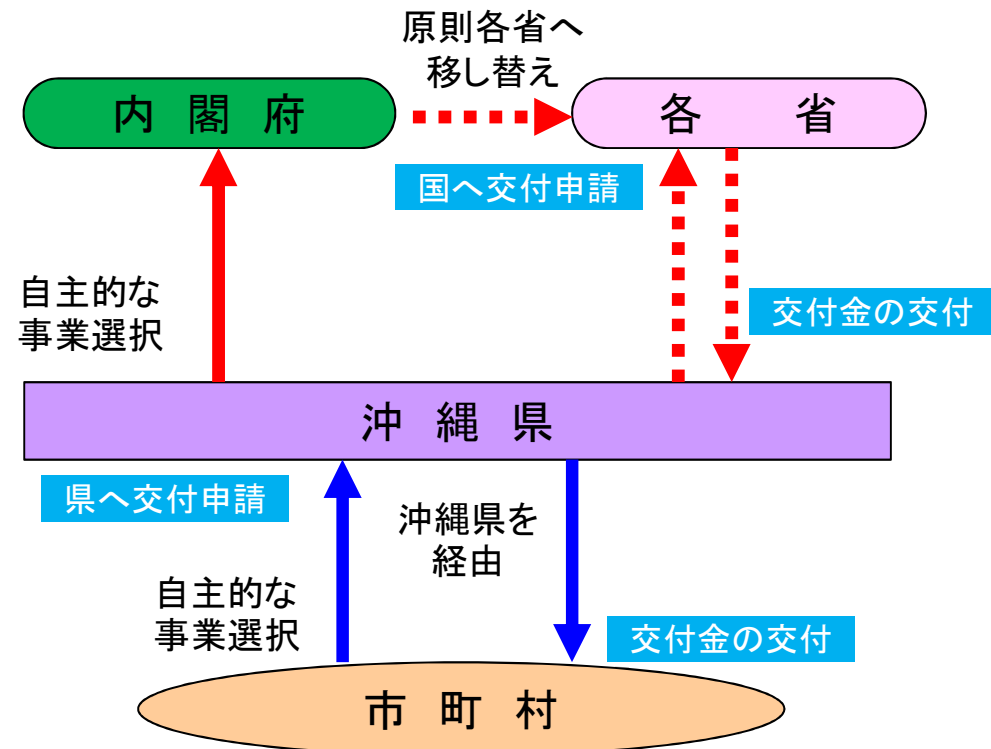 原則各省へ
移し替え
内閣府
各省
国へ交付申請
自主的な
事業選択
交付金の交付
沖縄県
県へ交付申請
沖縄県を
経由
自主的な
事業選択
交付金の交付
市町村